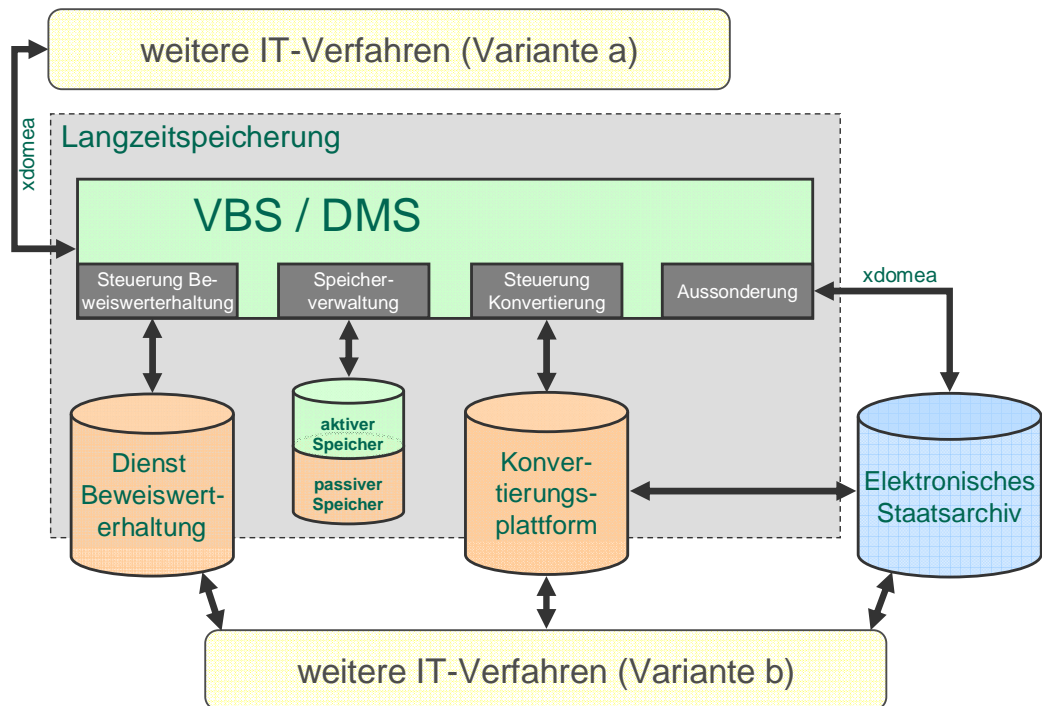 weitere IT-Verfahren (Variante a)
xdomea
Langzeitspeicherung
VBS / DMS
Steuerung Be-
weiswerterhaltung
Speicher-
verwaltung
Steuerung
Konvertierung
Aussonderung
xdomea
Dienst
Beweiswert-
erhaltung
aktiver
Speicher
passiver
Speicher
Konver-
tierungs-
plattform
Elektronisches
Staatsarchiv
weitere IT-Verfahren (Variante b)